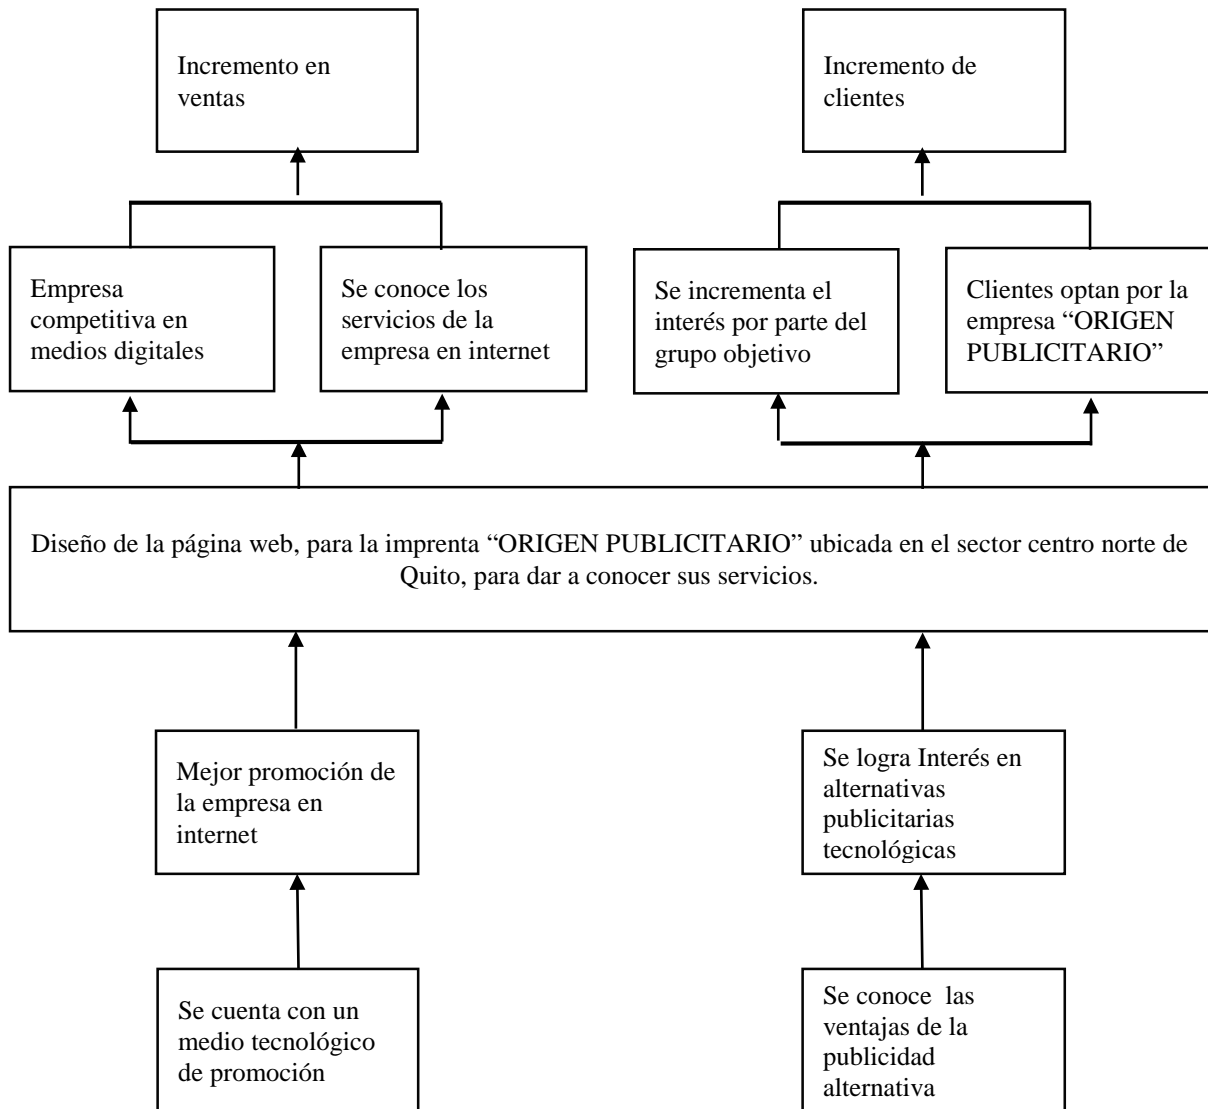 Incremento en
ventas
Incremento de
clientes
Empresa
competitiva en
medios digitales
Se conoce los
servicios de la
empresa en internet
Se incrementa el
interés por parte del
grupo objetivo
Clientes optan por la
empresa “ORIGEN
PUBLICITARIO”
Diseño de la página web, para la imprenta “ORIGEN PUBLICITARIO” ubicada en el sector centro norte de
Quito, para dar a conocer sus servicios.
Mejor promoción de
la empresa en
internet
Se logra Interés en
alternativas
publicitarias
tecnológicas
Se cuenta con un
medio tecnológico
de promoción
Se conoce  las
ventajas de la
publicidad
alternativa